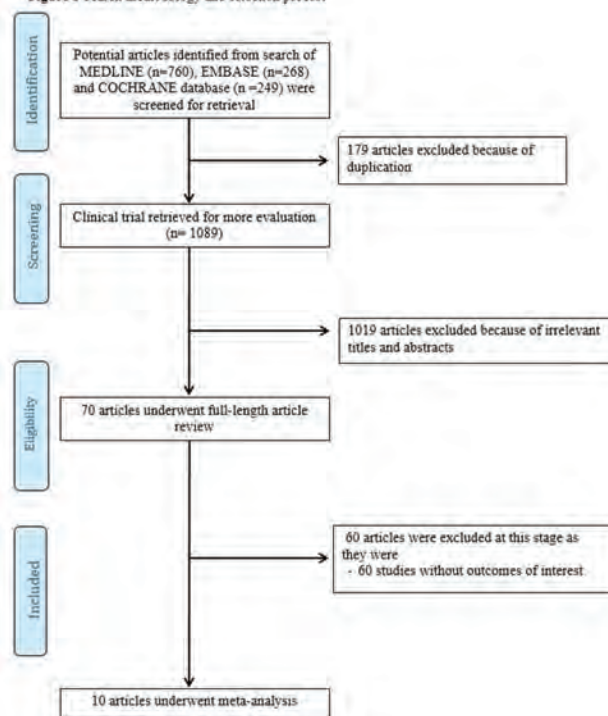 Identification
Potential articles identified from search of
MEDLINE (n=760), EMBASE (n=268)
and COCHRANE database (n =249) were
screened for retrieval
179 articles excluded because of
duplication
Screening
Clinical trial retrieved for more evaluation
(n= 1089)
1019 articles excluded because of irrelevant
titles and abstracts
Eligibility
70 articles underwent full-length article
review
Included
60 articles were excluded at this stage as
they were
- 60 studies without outcomes of interest
10 articles underwent meta-analysis